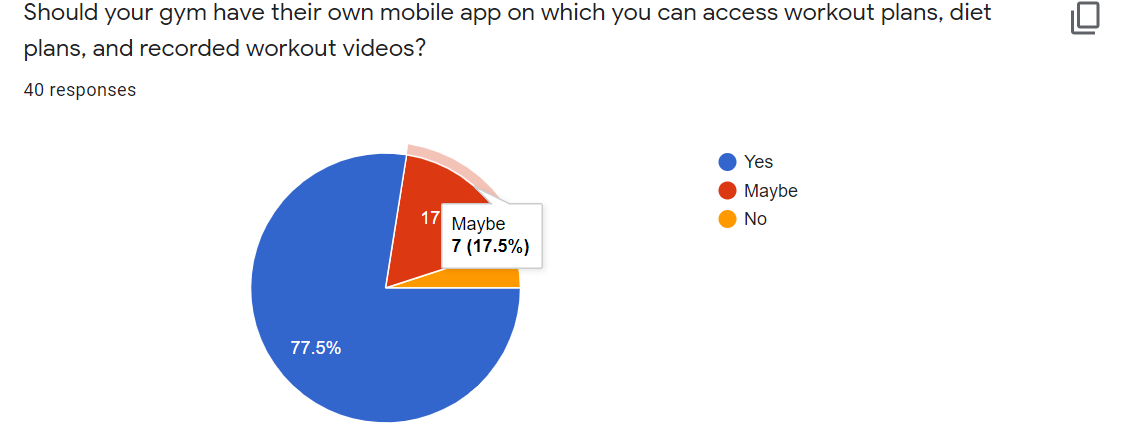 Should your gym have their own mobile app on which you can access workout plans, diet
plans, and recorded workout videos?
40 responses
Yes
Maybe
No
17
Maybe
7 (17.5%)
77.5%